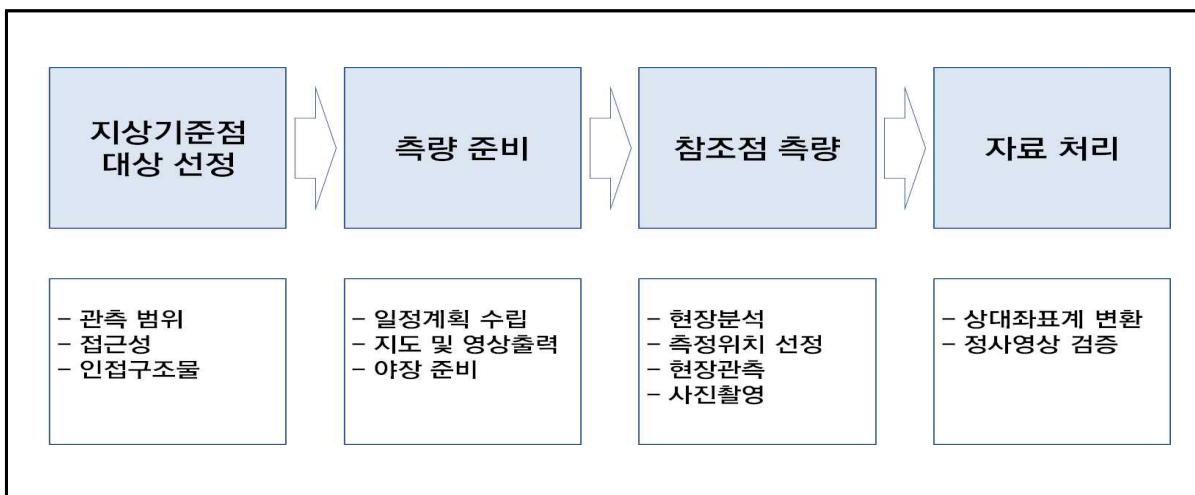 지상기준점
대상 선정
측량 준비
참조점 측량
자료 처리
– 관측 범위
– 접근성
– 인접구조물
– 일정계획 수립
– 지도 및 영상출력
– 야장 준비
– 현장분석
– 측정위치 선정
– 현장관측
– 사진촬영
– 상대좌표계 변환
– 정사영상 검증